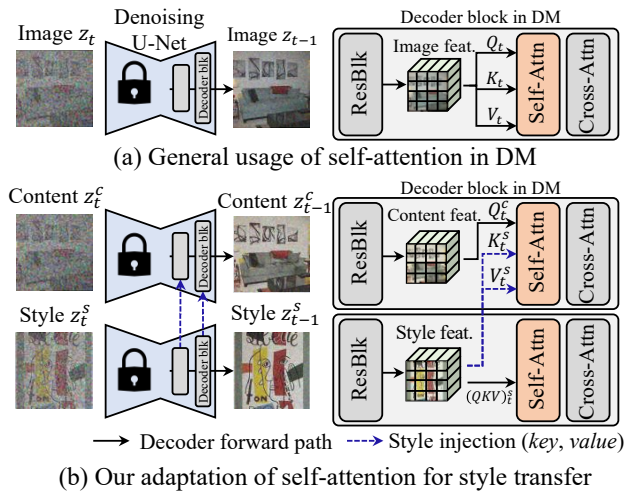 Image z_t
Denoising
U-Net
Image z_{t-1}
Decoder blk
Decoder block in DM
ResBlk
Image feat.
Q_t
K_t
V_t
Self-Attn
Cross-Attn
(a) General usage of self-attention in DM
Content z_t^c
Content z_{t-1}^c
Decoder blk
Decoder block in DM
ResBlk
Content feat.
Q_t^c
K_t^s
V_t^s
Self-Attn
Cross-Attn
Style z_t^s
Style z_{t-1}^s
Decoder blk
ResBlk
Style feat.
(QKV)_t^s
Self-Attn
Cross-Attn
Decoder forward path
Style injection (key, value)
(b) Our adaptation of self-attention for style transfer